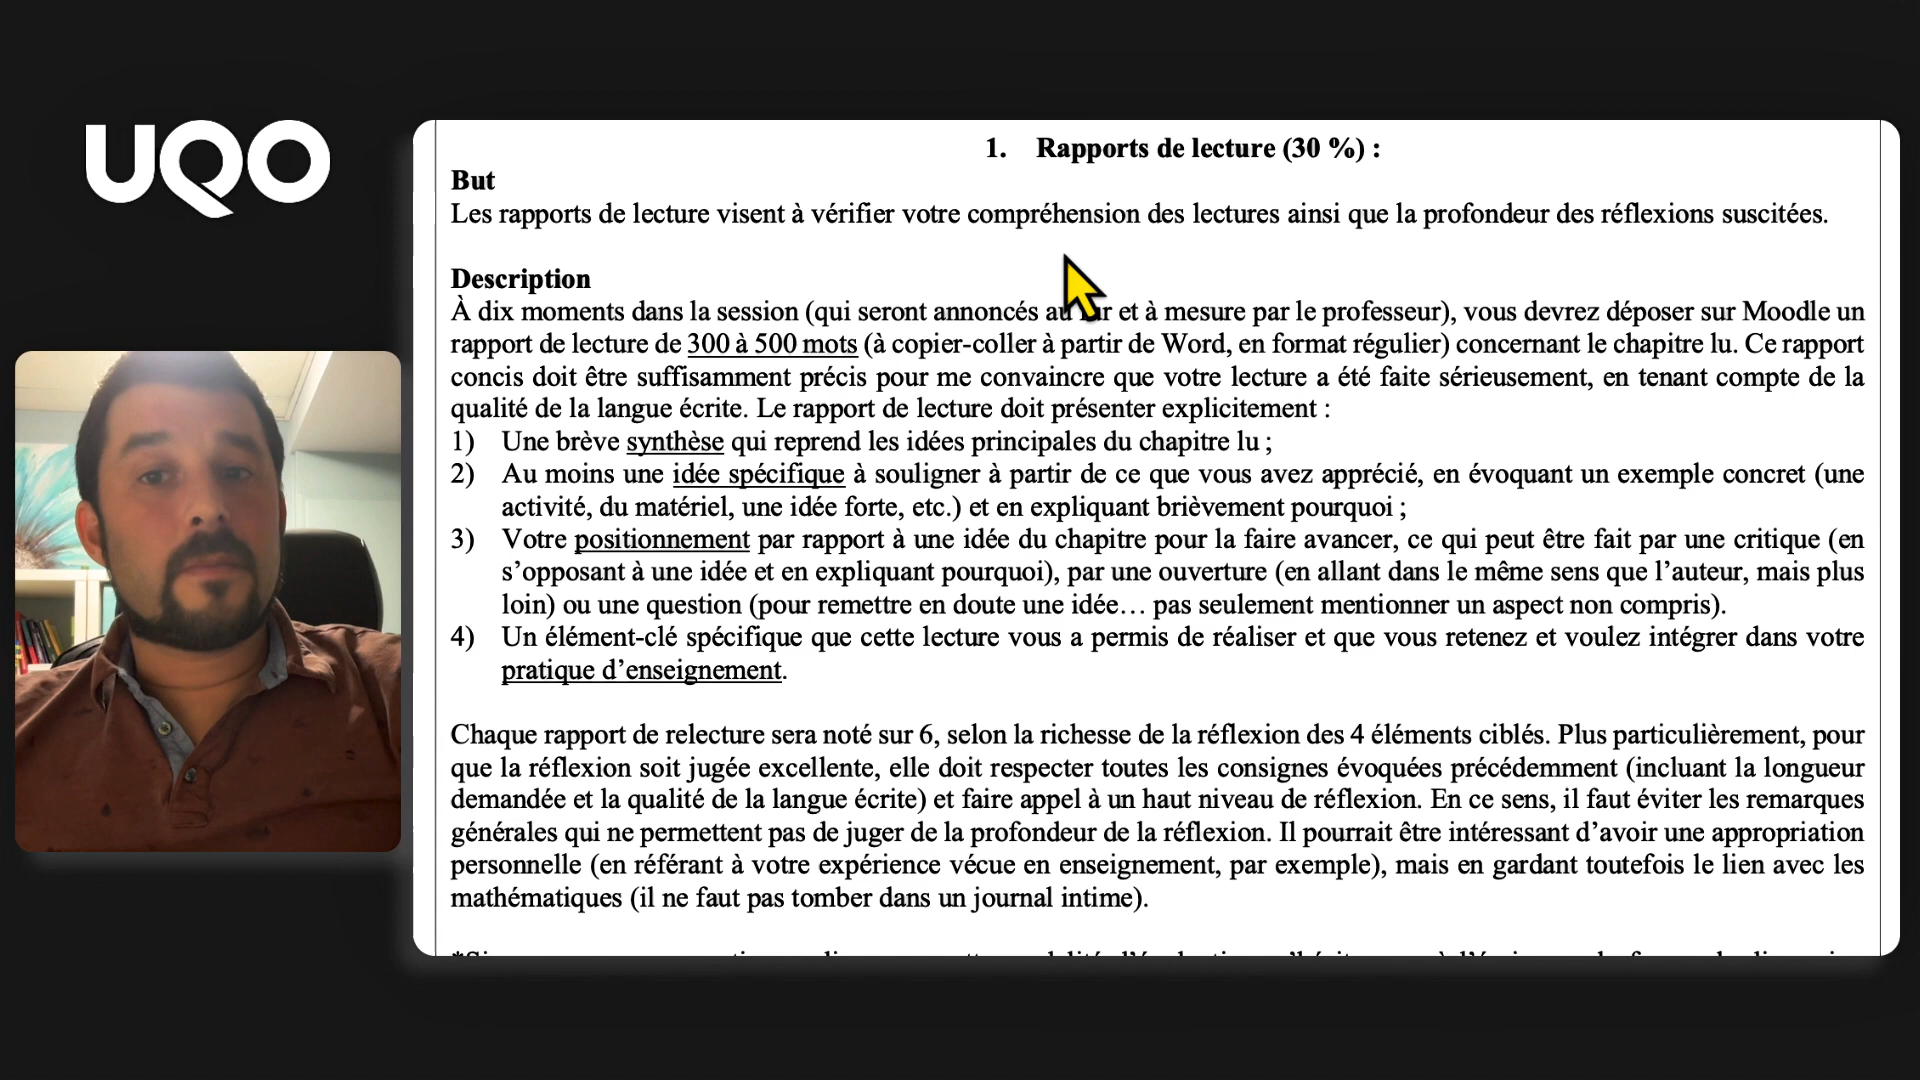 UQO
1. Rapports de lecture (30 %) :
But
Les rapports de lecture visent à vérifier votre compréhension des lectures ainsi que la profondeur des réflexions suscitées.
Description
À dix moments dans la session (qui seront annoncés au et à mesure par le professeur), vous devrez déposer sur Moodle un
rapport de lecture de 300 à 500 mots (à copier-coller à partir de Word, en format régulier) concernant le chapitre lu. Ce rapport
concis doit être suffisamment précis pour me convaincre que votre lecture a été faite sérieusement, en tenant compte de la
qualité de la langue écrite. Le rapport de lecture doit présenter explicitement :
1) Une brève synthèse qui reprend les idées principales du chapitre lu ;
2) Au moins une idée spécifique à souligner à partir de ce que vous avez apprécié, en évoquant un exemple concret (une
activité, du matériel, une idée forte, etc.) et en expliquant brièvement pourquoi ;
3) Votre positionnement par rapport à une idée du chapitre pour la faire avancer, ce qui peut être fait par une critique (en
s’opposant à une idée et en expliquant pourquoi), par une ouverture (en allant dans le même sens que l’auteur, mais plus
loin) ou une question (pour remettre en doute une idée… pas seulement mentionner un aspect non compris).
4) Un élément-clé spécifique que cette lecture vous a permis de réaliser et que vous retenez et voulez intégrer dans votre
pratique d’enseignement.
Chaque rapport de relecture sera noté sur 6, selon la richesse de la réflexion des 4 éléments ciblés. Plus particulièrement, pour
que la réflexion soit jugée excellente, elle doit respecter toutes les consignes évoquées précédemment (incluant la longueur
demandée et la qualité de la langue écrite) et faire appel à un haut niveau de réflexion. En ce sens, il faut éviter les remarques
générales qui ne permettent pas de juger de la profondeur de la réflexion. Il pourrait être intéressant d’avoir une appropriation
personnelle (en référant à votre expérience vécue en enseignement, par exemple), mais en gardant toutefois le lien avec les
mathématiques (il ne faut pas tomber dans un journal intime).